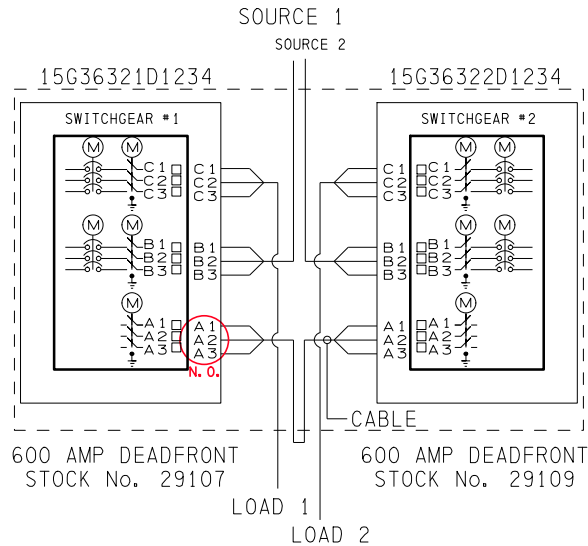 SOURCE 1
SOURCE 2
15G36321D1234
15G36322D1234
SWITCHGEAR #1
SWITCHGEAR #2
M
M
M
M
C1
C2
C3
C1
C2
C3
C1
C2
C3
C1
C2
C3
M
M
M
M
B1
B2
B3
B1
B2
B3
B1
B2
B3
B1
B2
B3
M
M
A1
A2
A3
A1
A2
A3
A1
A2
A3
A1
A2
A3
N.O.
CABLE
600 AMP DEADFRONT
STOCK No. 29107
600 AMP DEADFRONT
STOCK No. 29109
LOAD 1
LOAD 2